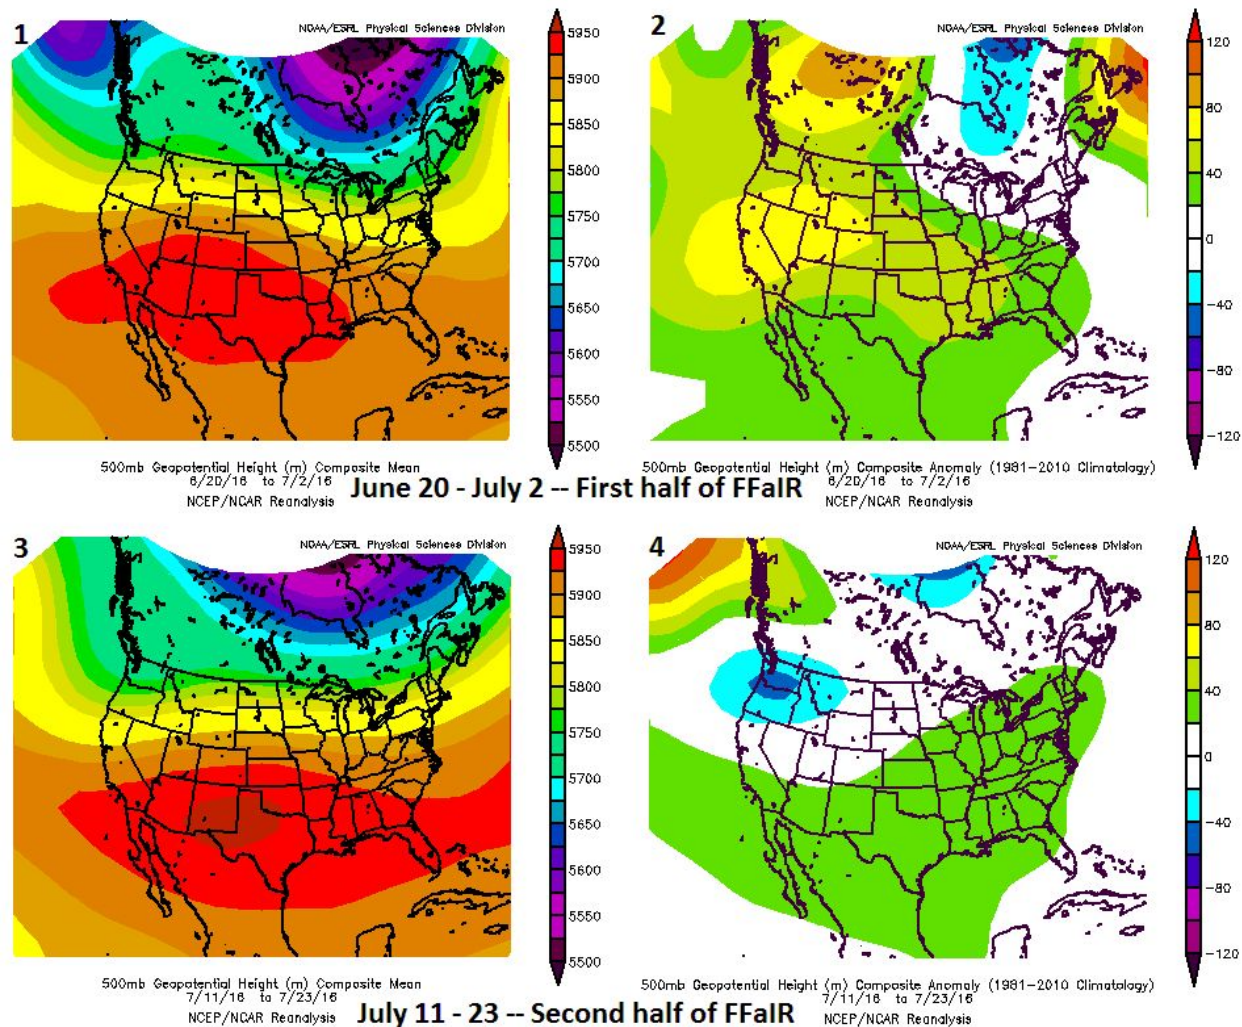 1
NOAA/ESRL Physical Sciences Division
5950
5900
5850
5800
5750
5700
5650
5600
5550
5500
500mb Geopotential Height (m) Composite Mean
6/20/16 to 7/2/16
NCEP/NCAR Reanalysis
2
NOAA/ESRL Physical Sciences Division
120
80
40
0
-40
-80
-120
500mb Geopotential Height (m) Composite Anomaly (1981-2010 Climatology)
6/20/16 to 7/2/16
NCEP/NCAR Reanalysis
June 20 - July 2 -- First half of FFaIR
3
NOAA/ESRL Physical Sciences Division
5950
5900
5850
5800
5750
5700
5650
5600
5550
5500
500mb Geopotential Height (m) Composite Mean
7/11/16 to 7/23/16
NCEP/NCAR Reanalysis
4
NOAA/ESRL Physical Sciences Division
120
80
40
0
-40
-80
-120
500mb Geopotential Height (m) Composite Anomaly (1981-2010 Climatology)
7/11/16 to 7/23/16
NCEP/NCAR Reanalysis
July 11 - 23 -- Second half of FFaIR